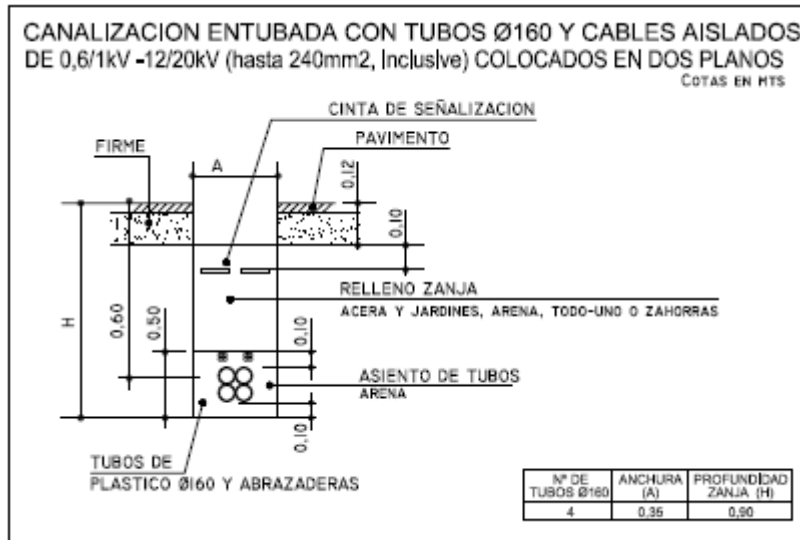 CANALIZACION ENTUBADA CON TUBOS Ø160 Y CABLES AISLADOS
DE 0,6/1kV -12/20kV (hasta 240mm2, Inclusive) COLOCADOS EN DOS PLANOS
COTAS EN MTS
CINTA DE SEÑALIZACION
FIRME
A
PAVIMENTO
0,12
0,10
H
0,60
0,50
0,10
RELLENO ZANJA
ACERA Y JARDINES, ARENA, TODO-UNO O ZAHORRAS
ASIENTO DE TUBOS
ARENA
0,10
TUBOS DE
PLASTICO Ø160 Y ABRAZADERAS
Nº DE TUBOS Ø160 ANCHURA (A) PROFUNDIDAD ZANJA (H)
4 0,35 0,90